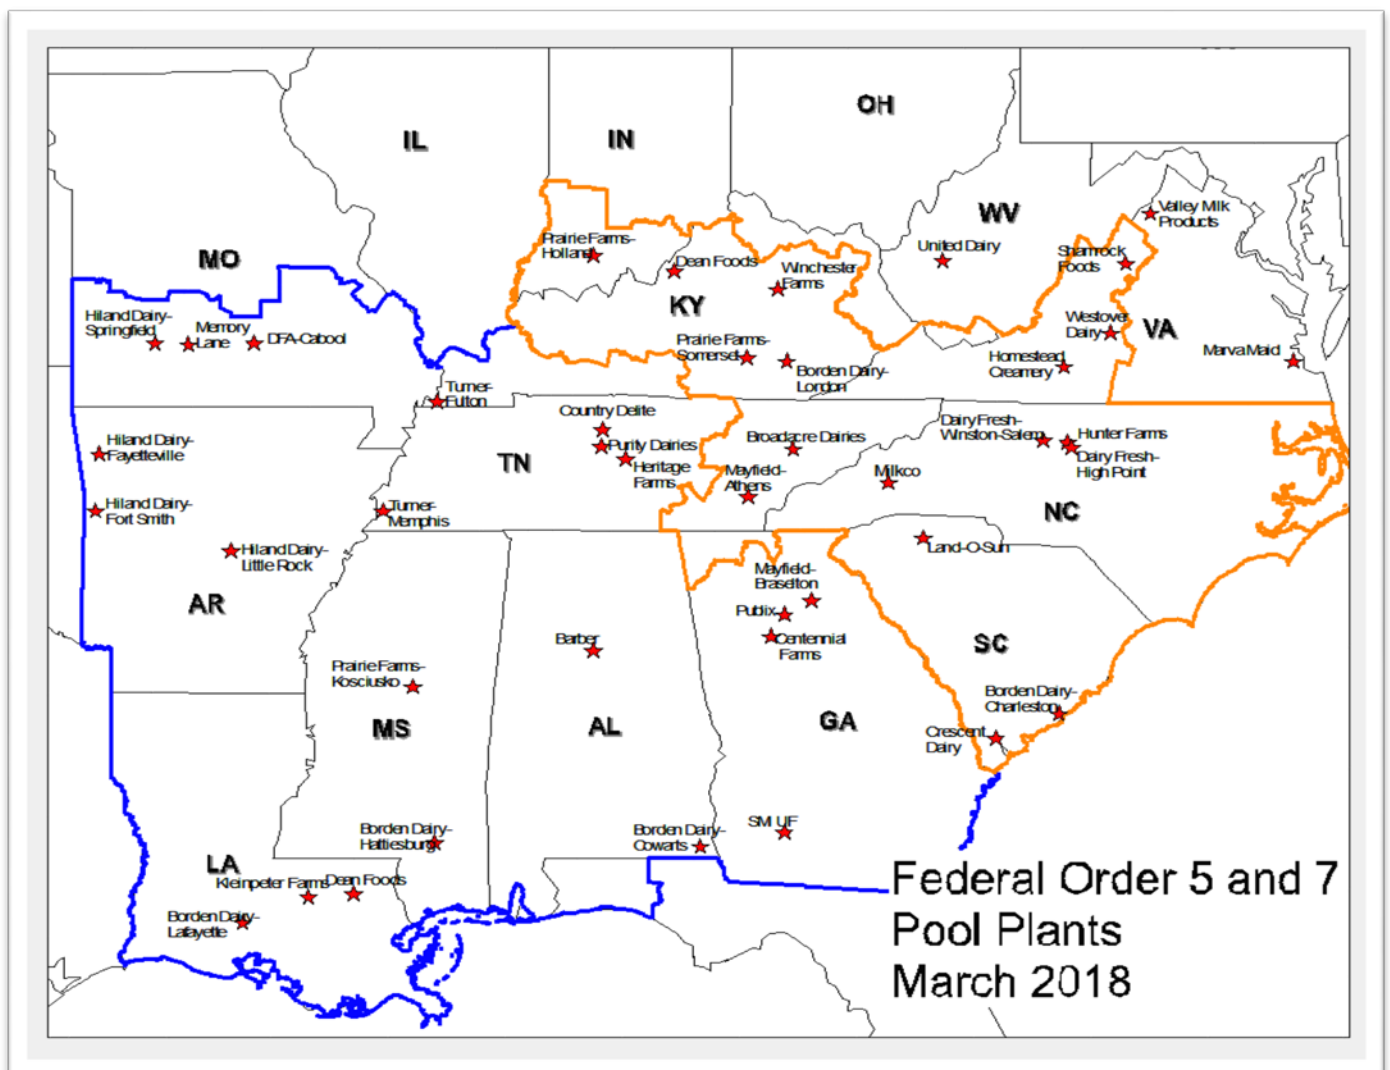 OH
IL
IN
WV
Valley Milk
Products
Prairie Farms-
Holland
United Dairy
Shamrock
Foods
MO
Dean Foods
Winchester
Farms
KY
Hiland Dairy-
Springfield
Memory
Lane
DFA-Cabool
Westover
Dairy
VA
Prairie Farms-
Somerset
Homestead
Creamery
Marva Maid
Borden Dairy-
London
Turner-
Fulton
Country Delite
Dairy Fresh-
Winston-Salem
Hunter Farms
Hiland Dairy-
Fayetteville
Purity Dairies
Broadacre Dairies
Dairy Fresh-
High Point
TN
Heritage
Farms
Mayfield-
Athens
Milkco
Hiland Dairy-
Fort Smith
Turner-
Memphis
NC
Hiland Dairy-
Little Rock
Land-O-Sun
Mayfield-
Braselton
AR
Publix
Barber
Centennial
Farms
SC
Prairie Farms-
Kosciusko
Borden Dairy-
Charleston
MS
AL
GA
Crescent
Dairy
Borden Dairy-
Hattiesburg
Borden Dairy-
Cowarts
SMI UF
LA
Kleinpeter Farms
Dean Foods
Borden Dairy-
Lafayette
Federal Order 5 and 7
Pool Plants
March 2018